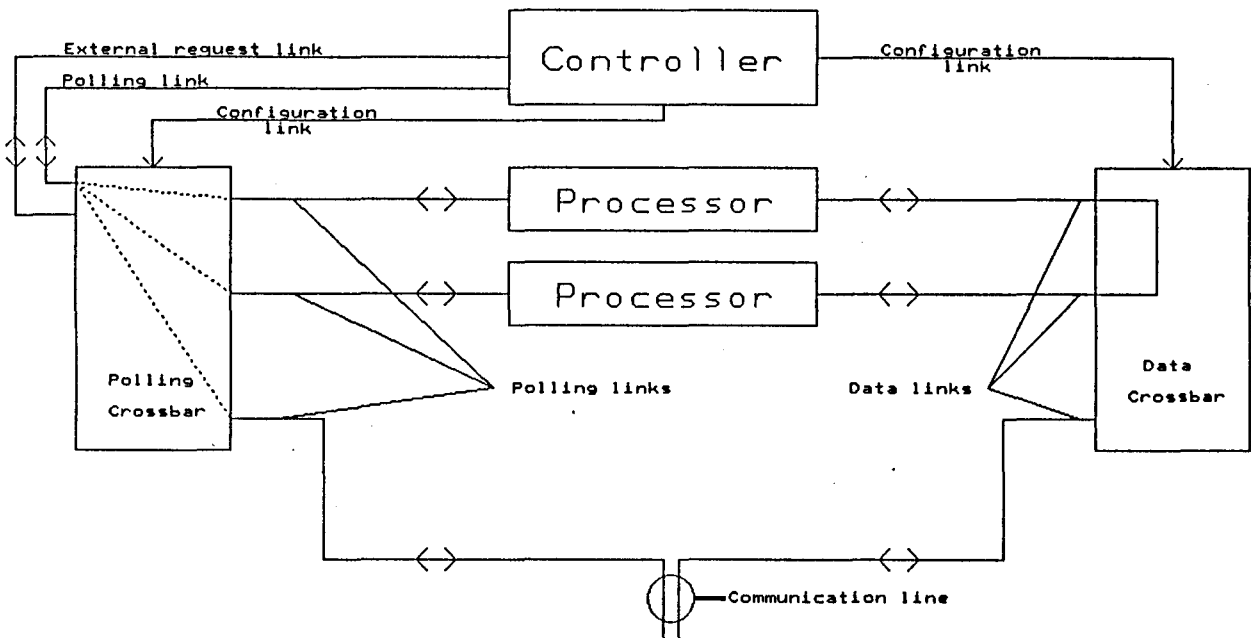 External request link
Controller
Configuration
link
Polling link
Configuration
link
Processor
Processor
Polling
Crossbar
Polling links
Data links
Data
Crossbar
Communication line